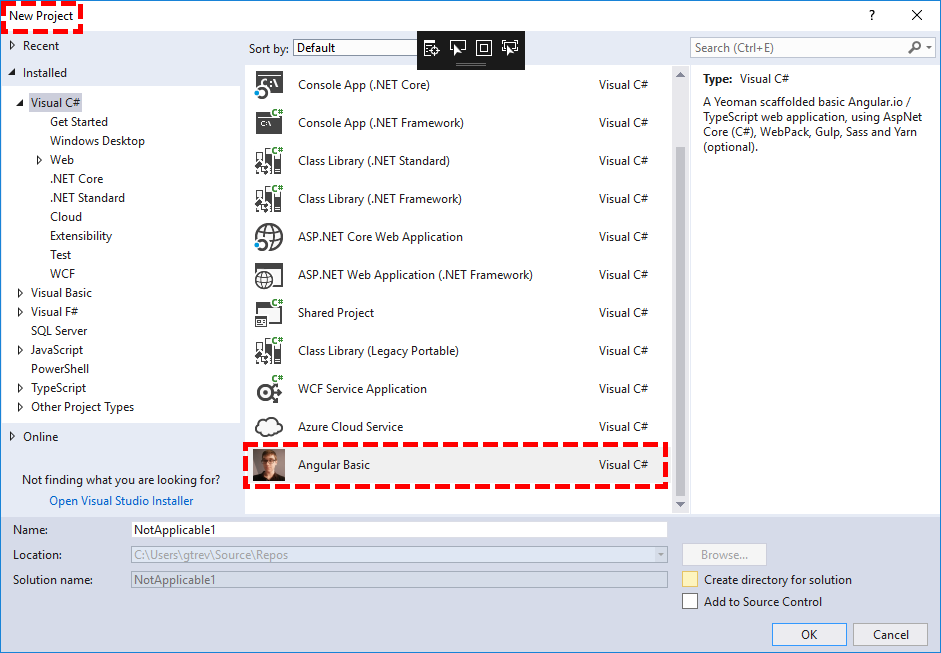 New Project
?
Recent
Installed
Visual C#
Get Started
Windows Desktop
Web
.NET Core
.NET Standard
Cloud
Extensibility
Test
WCF
Visual Basic
Visual F#
SQL Server
JavaScript
PowerShell
TypeScript
Other Project Types
Online
Not finding what you are looking for?
Open Visual Studio Installer
Sort by: Default
Console App (.NET Core) Visual C#
C# Console App (.NET Framework) Visual C#
C# Class Library (.NET Standard) Visual C#
C# Class Library (.NET Framework) Visual C#
ASP.NET Core Web Application Visual C#
ASP.NET Web Application (.NET Framework) Visual C#
C# Shared Project Visual C#
C# Class Library (Legacy Portable) Visual C#
C# WCF Service Application Visual C#
Azure Cloud Service Visual C#
Angular Basic Visual C#
Search (Ctrl+E)
Type: Visual C#
A Yeoman scaffolded basic Angular.io /
TypeScript web application, using AspNet
Core (C#), WebPack, Gulp, Sass and Yarn
(optional).
Name: NotApplicable1
Location: C:\Users\gtrev\Source\Repos Browse...
Solution name: NotApplicable1
Create directory for solution
Add to Source Control
OK Cancel